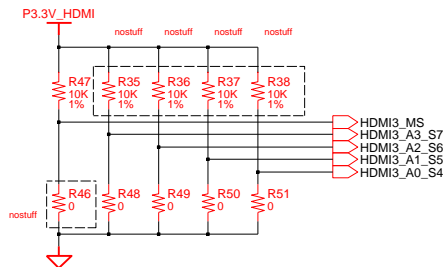 P3.3V_HDMI
nostuff nostuff nostuff nostuff
R47 R35 R36 R37 R38
10K 10K 10K 10K 10K
1% 1% 1% 1% 1%
HDMI3_MS
HDMI3_A3_S7
HDMI3_A2_S6
HDMI3_A1_S5
HDMI3_A0_S4
R46 R48 R49 R50 R51
0 0 0 0 0
nostuff